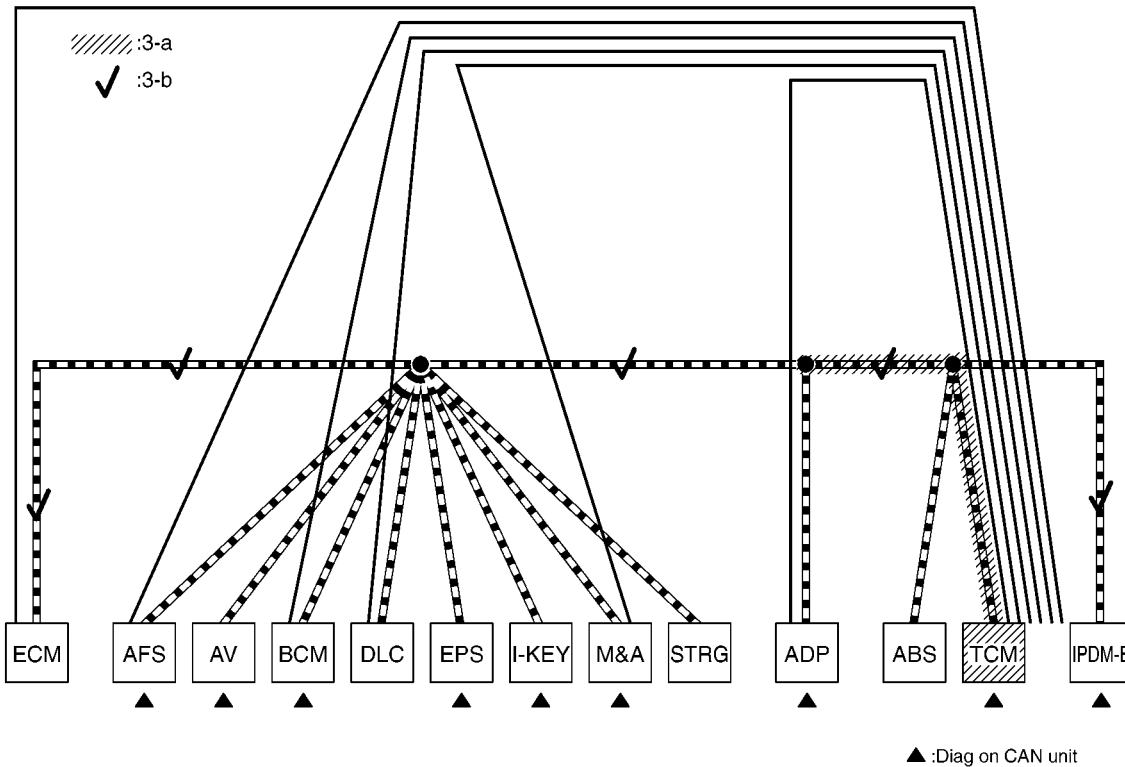 :3-a
:3-b
ECM AFS AV BCM DLC EPS I-KEY M&A STRG ADP ABS TCM IPDM-E
:Diag on CAN unit